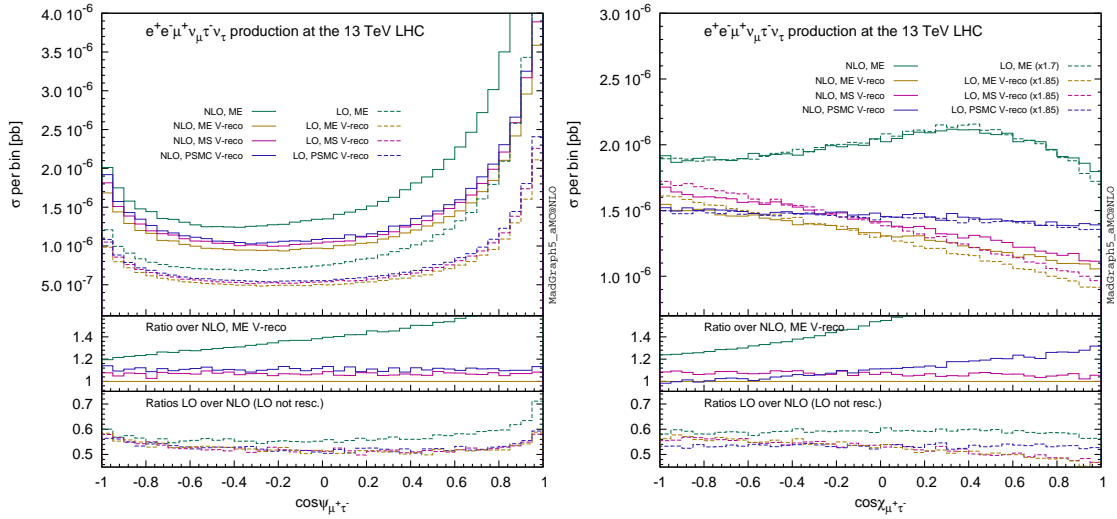 e⁺e⁻μ⁺ν_μτ⁻ν_τ production at the 13 TeV LHC
σ per bin [pb]
4.0 10⁻⁶
3.5 10⁻⁶
3.0 10⁻⁶
2.5 10⁻⁶
2.0 10⁻⁶
1.5 10⁻⁶
1.0 10⁻⁶
5.0 10⁻⁷
NLO, ME
NLO, ME V-reco
NLO, MS V-reco
NLO, PSMC V-reco
LO, ME
LO, ME V-reco
LO, MS V-reco
LO, PSMC V-reco
MadGraph5_aMC@NLO
Ratio over NLO, ME V-reco
1.4
1.2
1
Ratios LO over NLO (LO not resc.)
0.7
0.6
0.5
-1 -0.8 -0.6 -0.4 -0.2 0 0.2 0.4 0.6 0.8 1
cosψ_μ⁺τ⁻
e⁺e⁻μ⁺ν_μτ⁻ν_τ production at the 13 TeV LHC
σ per bin [pb]
3.0 10⁻⁶
2.5 10⁻⁶
2.0 10⁻⁶
1.5 10⁻⁶
1.0 10⁻⁶
NLO, ME
NLO, ME V-reco
NLO, MS V-reco
NLO, PSMC V-reco
LO, ME (x1.7)
LO, ME V-reco (x1.85)
LO, MS V-reco (x1.85)
LO, PSMC V-reco (x1.85)
MadGraph5_aMC@NLO
Ratio over NLO, ME V-reco
1.4
1.2
1
Ratios LO over NLO (LO not resc.)
0.7
0.6
0.5
-1 -0.8 -0.6 -0.4 -0.2 0 0.2 0.4 0.6 0.8 1
cosχ_μ⁺τ⁻